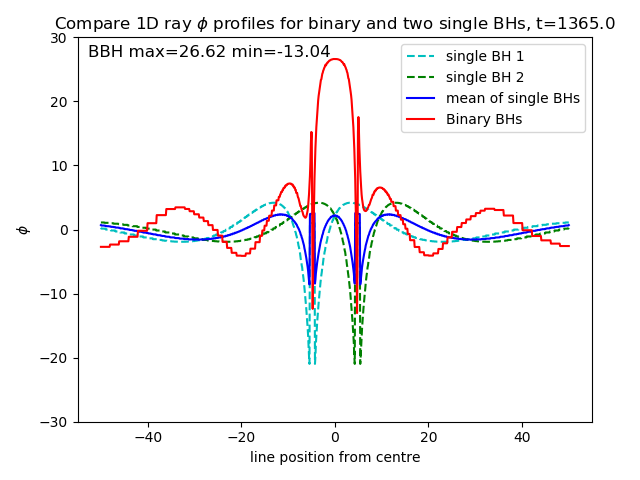 Compare 1D ray ϕ profiles for binary and two single BHs, t=1365.0
BBH max=26.62 min=-13.04
single BH 1
single BH 2
mean of single BHs
Binary BHs
30
20
10
0
−10
−20
−30
ϕ
−40
−20
0
20
40
line position from centre